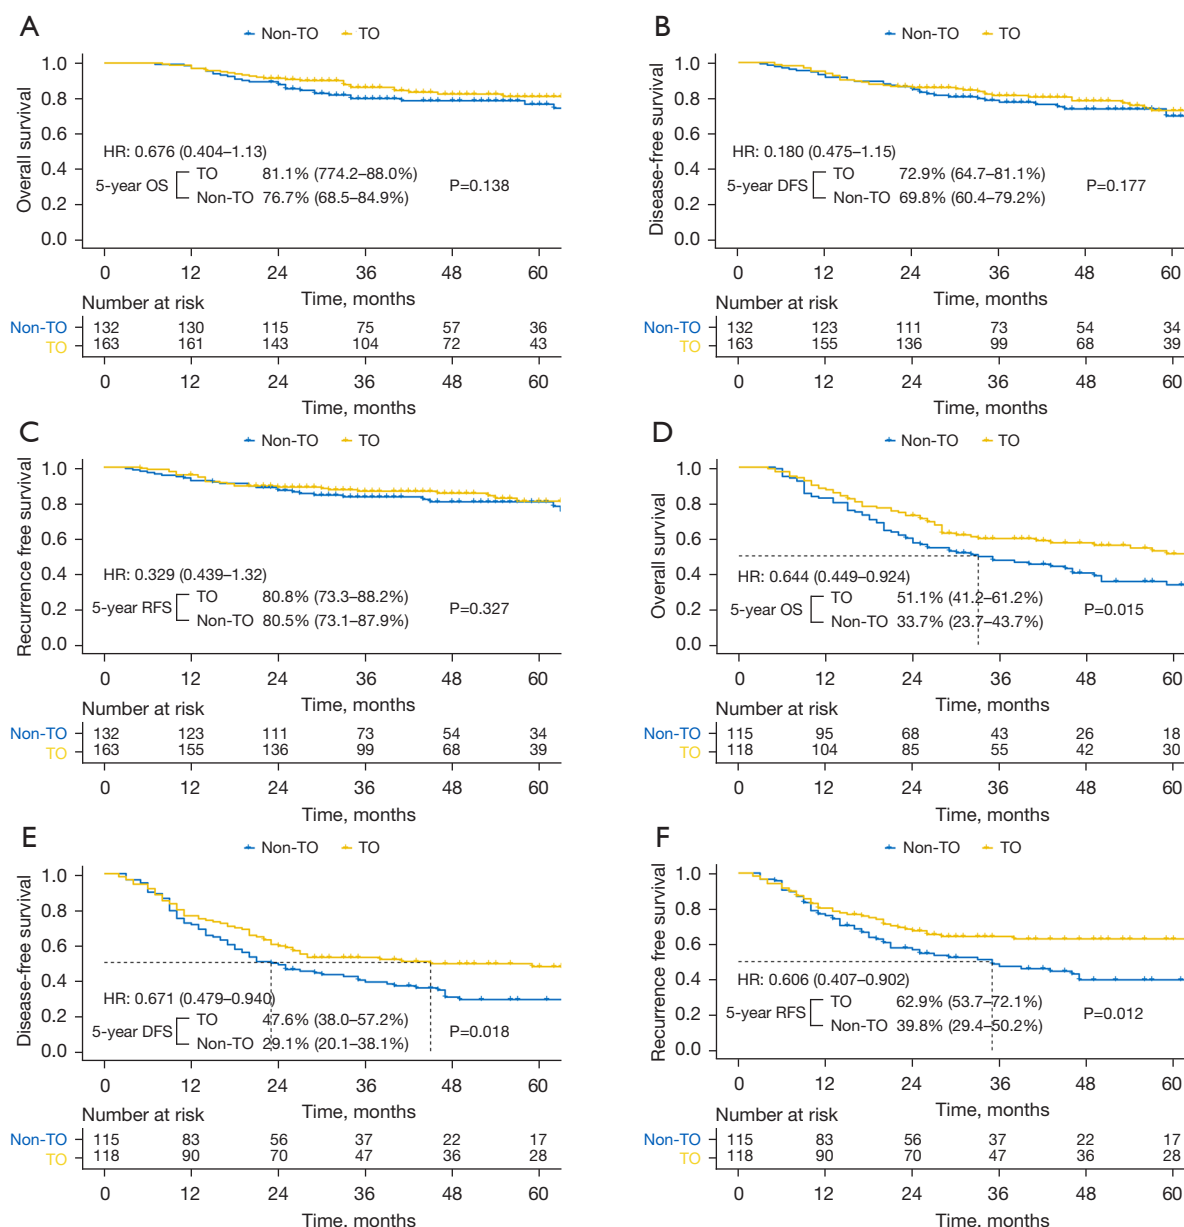 A
Non-TO TO
Overall survival
1.0
0.8
0.6
0.4
0.2
0.0
HR: 0.676 (0.404–1.13)
5-year OS
TO 81.1% (774.2–88.0%)
Non-TO 76.7% (68.5–84.9%)
P=0.138
0 12 24 36 48 60
Time, months
Number at risk
Non-TO 132 130 115 75 57 36
TO 163 161 143 104 72 43
0 12 24 36 48 60
Time, months
B
Non-TO TO
Disease-free survival
1.0
0.8
0.6
0.4
0.2
0.0
HR: 0.180 (0.475–1.15)
5-year DFS
TO 72.9% (64.7–81.1%)
Non-TO 69.8% (60.4–79.2%)
P=0.177
0 12 24 36 48 60
Time, months
Number at risk
Non-TO 132 123 111 73 54 34
TO 163 155 136 99 68 39
0 12 24 36 48 60
Time, months
C
Non-TO TO
Recurrence free survival
1.0
0.8
0.6
0.4
0.2
0.0
HR: 0.329 (0.439–1.32)
5-year RFS
TO 80.8% (73.3–88.2%)
Non-TO 80.5% (73.1–87.9%)
P=0.327
0 12 24 36 48 60
Time, months
Number at risk
Non-TO 132 123 111 73 54 34
TO 163 155 136 99 68 39
0 12 24 36 48 60
Time, months
D
Non-TO TO
Overall survival
1.0
0.8
0.6
0.4
0.2
0.0
HR: 0.644 (0.449–0.924)
5-year OS
TO 51.1% (41.2–61.2%)
Non-TO 33.7% (23.7–43.7%)
P=0.015
0 12 24 36 48 60
Time, months
Number at risk
Non-TO 115 95 68 43 26 18
TO 118 104 85 55 42 30
0 12 24 36 48 60
Time, months
E
Non-TO TO
Disease-free survival
1.0
0.8
0.6
0.4
0.2
0.0
HR: 0.671 (0.479–0.940)
5-year DFS
TO 47.6% (38.0–57.2%)
Non-TO 29.1% (20.1–38.1%)
P=0.018
0 12 24 36 48 60
Time, months
Number at risk
Non-TO 115 83 56 37 22 17
TO 118 90 70 47 36 28
0 12 24 36 48 60
Time, months
F
Non-TO TO
Recurrence free survival
1.0
0.8
0.6
0.4
0.2
0.0
HR: 0.606 (0.407–0.902)
5-year RFS
TO 62.9% (53.7–72.1%)
Non-TO 39.8% (29.4–50.2%)
P=0.012
0 12 24 36 48 60
Time, months
Number at risk
Non-TO 115 83 56 37 22 17
TO 118 90 70 47 36 28
0 12 24 36 48 60
Time, months